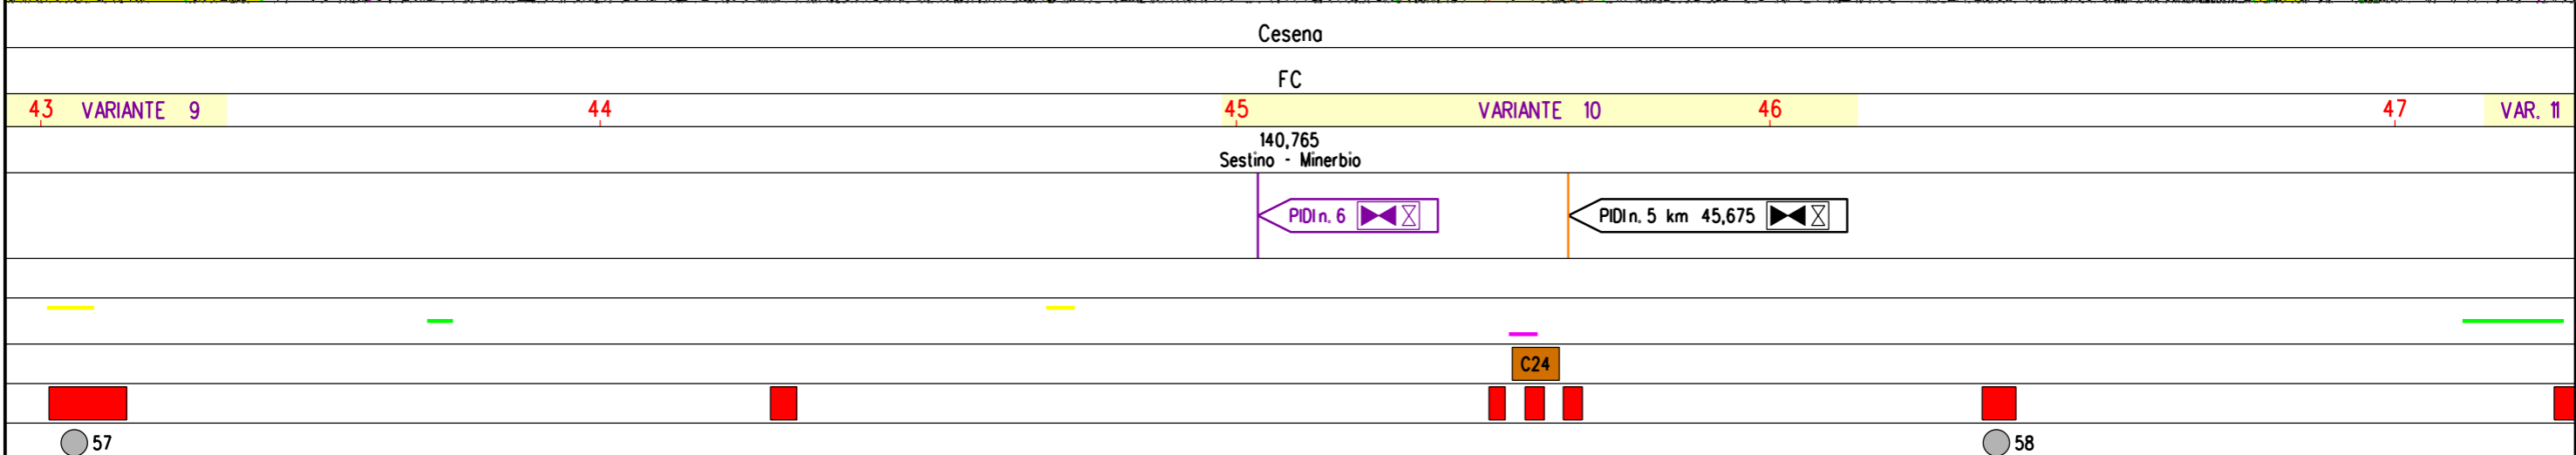 Cesena
FC
43 VARIANTE 9 44 45 VARIANTE 10 46 47 VAR. 11
140,765
Sestino - Minerbio
PIDI n. 6 PIDI n. 5 km 45,675
C24
57 58